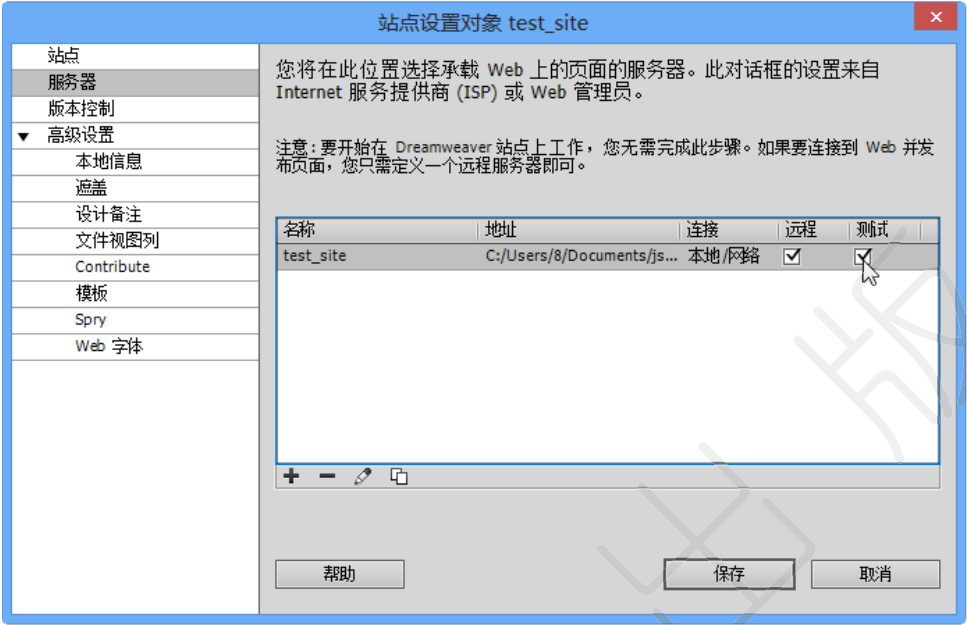 站点设置对象 test_site
站点
服务器
版本控制
高级设置
本地信息
遮盖
设计备注
文件视图列
Contribute
模板
Spry
Web 字体
您将在此位置选择承载 Web 上的页面的服务器。此对话框的设置来自
Internet 服务提供商 (ISP) 或 Web 管理员。
注意:要开始在 Dreamweaver 站点上工作，您无需完成此步骤。如果要连接到 Web 并发
布页面，您只需定义一个远程服务器即可。
名称 地址 连接 远程 测试
test_site C:/Users/8/Documents/js... 本地/网络
帮助 保存 取消
出版